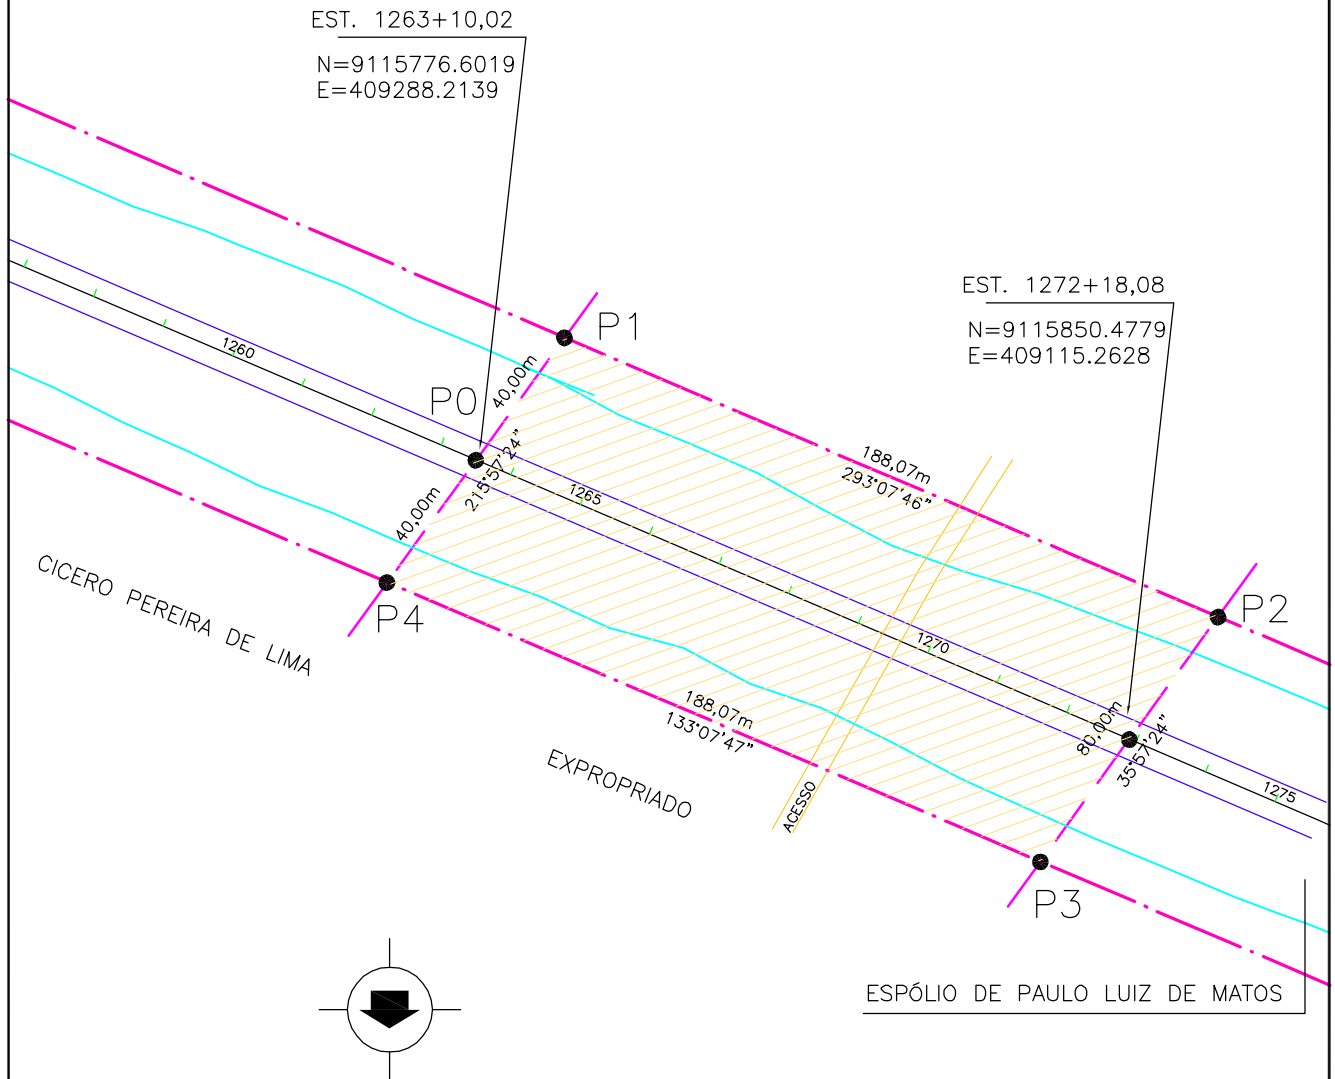 EST. 1263+10,02
N=9115776.6019
E=409288.2139
EST. 1272+18,08
N=9115850.4779
E=409115.2628
P1
40,00m
P0
1260
215°57'24"
40,00m
1265
188,07m
293°07'46"
P4
CICERO PEREIRA DE LIMA
P2
1270
188,07m
133°07'47"
80,00m
35°57'24"
EXPROPRIADO
ACESSO
1275
P3
ESPÓLIO DE PAULO LUIZ DE MATOS